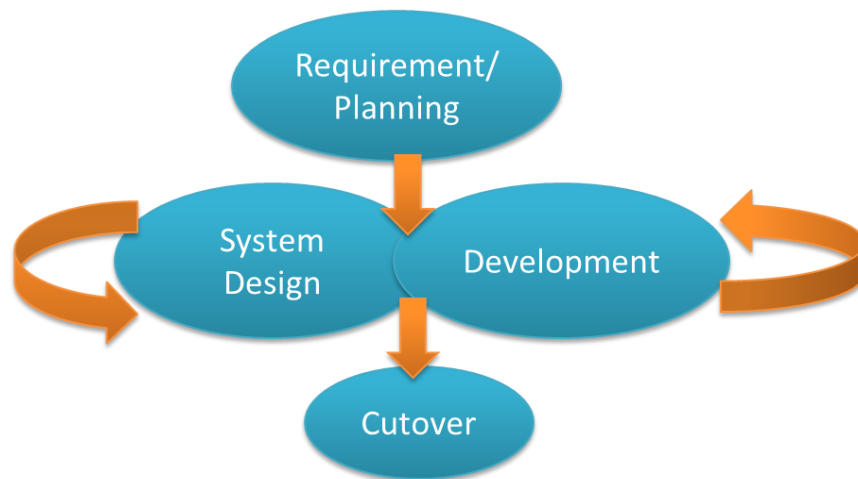 Requirement/
Planning
System
Design
Development
Cutover